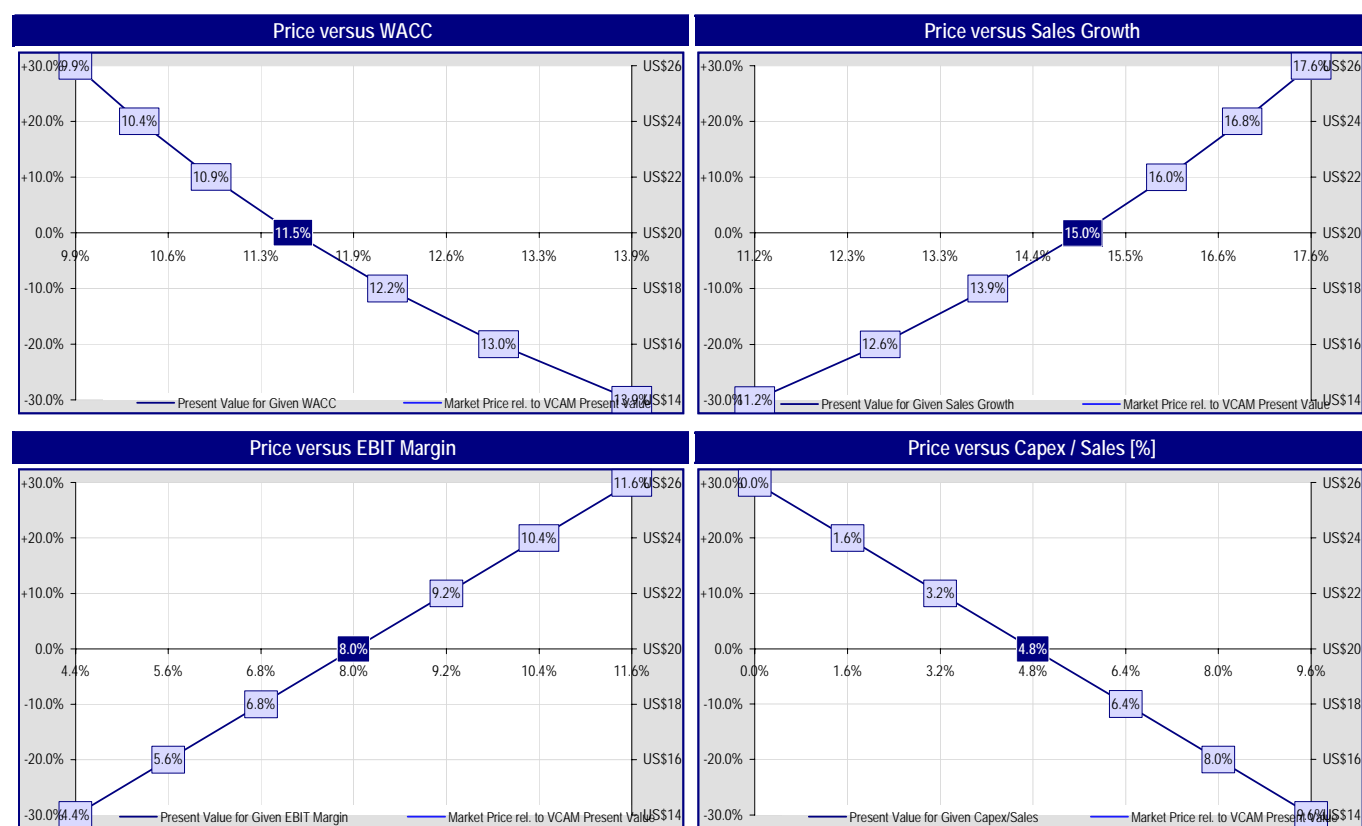 Price versus WACC
+30.0% 9.9% US$26
+20.0% 10.4% US$24
+10.0% 10.9% US$22
0.0% 11.5% US$20
9.9% 10.6% 11.3% 11.9% 12.6% 13.3% 13.9%
-10.0% 12.2% US$18
-20.0% 13.0% US$16
-30.0% 13.9% US$14
Present Value for Given WACC Market Price rel. to VCAM Present Value
Price versus Sales Growth
+30.0% 17.6% US$26
+20.0% 16.8% US$24
+10.0% 16.0% US$22
0.0% 15.0% US$20
11.2% 12.3% 13.3% 14.4% 15.5% 16.6% 17.6%
-10.0% 13.9% US$18
-20.0% 12.6% US$16
-30.0% 11.2% US$14
Present Value for Given Sales Growth Market Price rel. to VCAM Present Value
Price versus EBIT Margin
+30.0% 11.6% US$26
+20.0% 10.4% US$24
+10.0% 9.2% US$22
0.0% 8.0% US$20
4.4% 5.6% 6.8% 8.0% 9.2% 10.4% 11.6%
-10.0% 6.8% US$18
-20.0% 5.6% US$16
-30.0% 4.4% US$14
Present Value for Given EBIT Margin Market Price rel. to VCAM Present Value
Price versus Capex / Sales [%]
+30.0% 0.0% US$26
+20.0% 1.6% US$24
+10.0% 3.2% US$22
0.0% 4.8% US$20
0.0% 1.6% 3.2% 4.8% 6.4% 8.0% 9.6%
-10.0% 6.4% US$18
-20.0% 8.0% US$16
-30.0% 9.6% US$14
Present Value for Given Capex/Sales Market Price rel. to VCAM Present Value